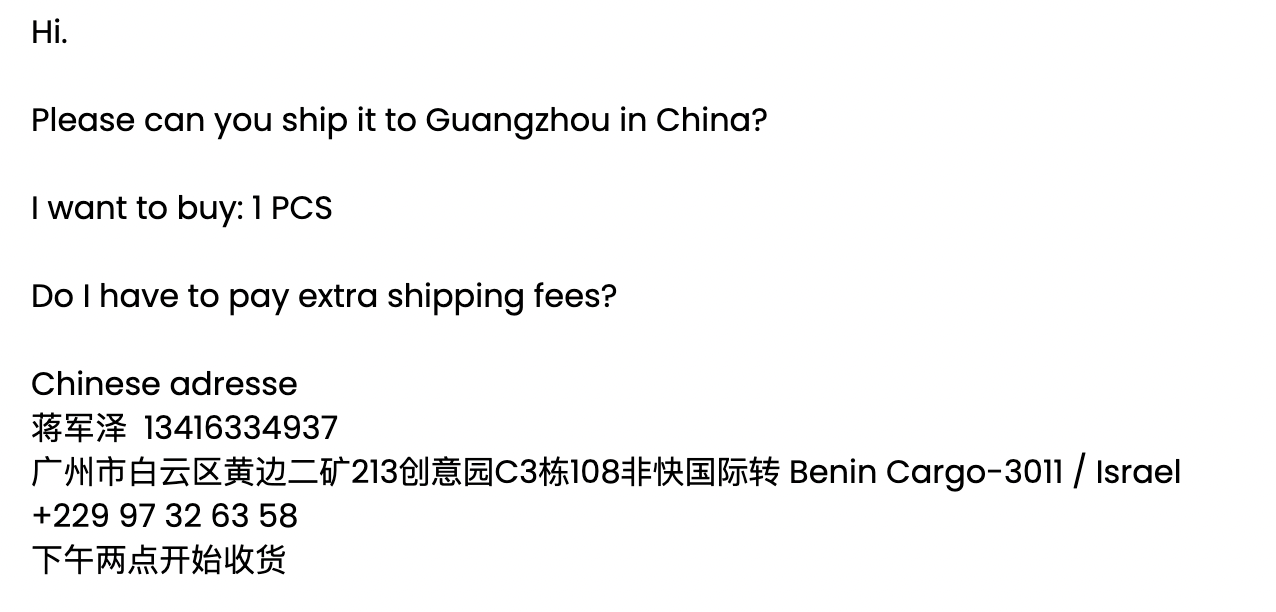 Hi.
Please can you ship it to Guangzhou in China?
I want to buy: 1 PCS
Do I have to pay extra shipping fees?
Chinese adresse
蒋军泽 13416334937
广州市白云区黄边二矿213创意园C3栋108非快国际转 Benin Cargo-3011 / Israel
+229 97 32 63 58
下午两点开始收货